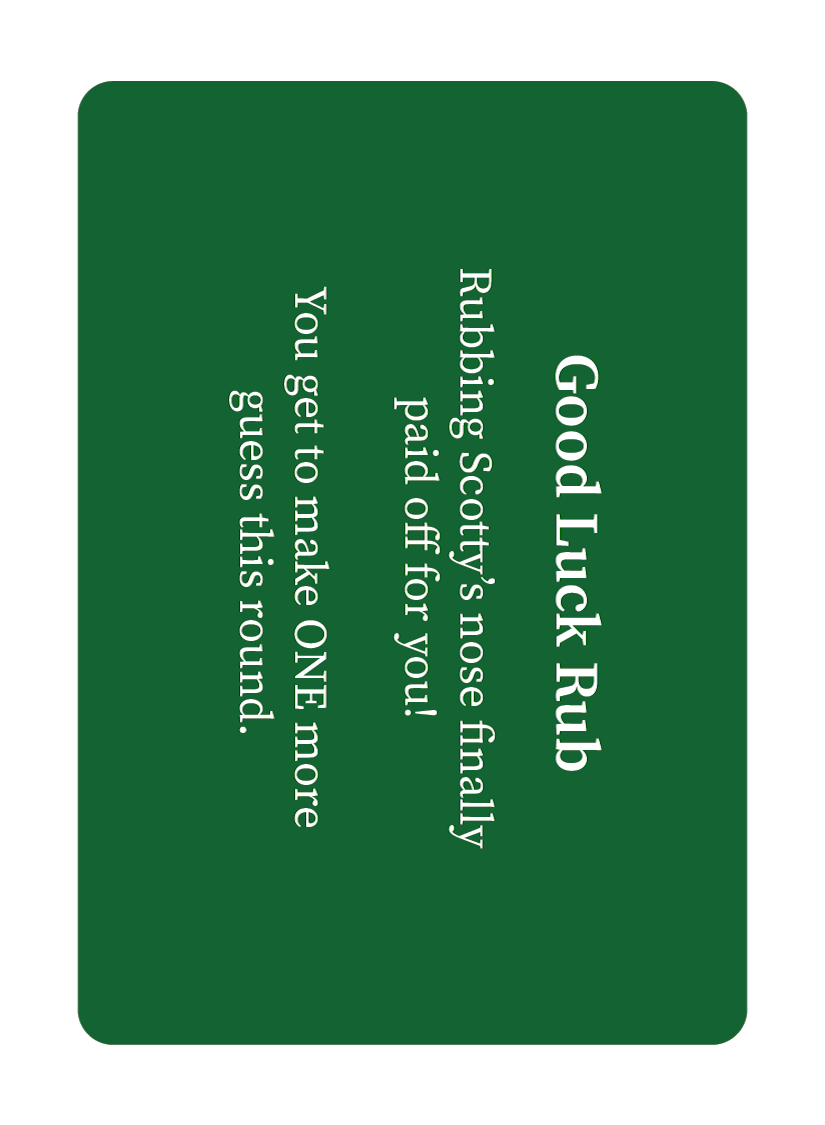 Good Luck Rub
Rubbing Scotty’s nose finally
paid off for you!
You get to make ONE more
guess this round.